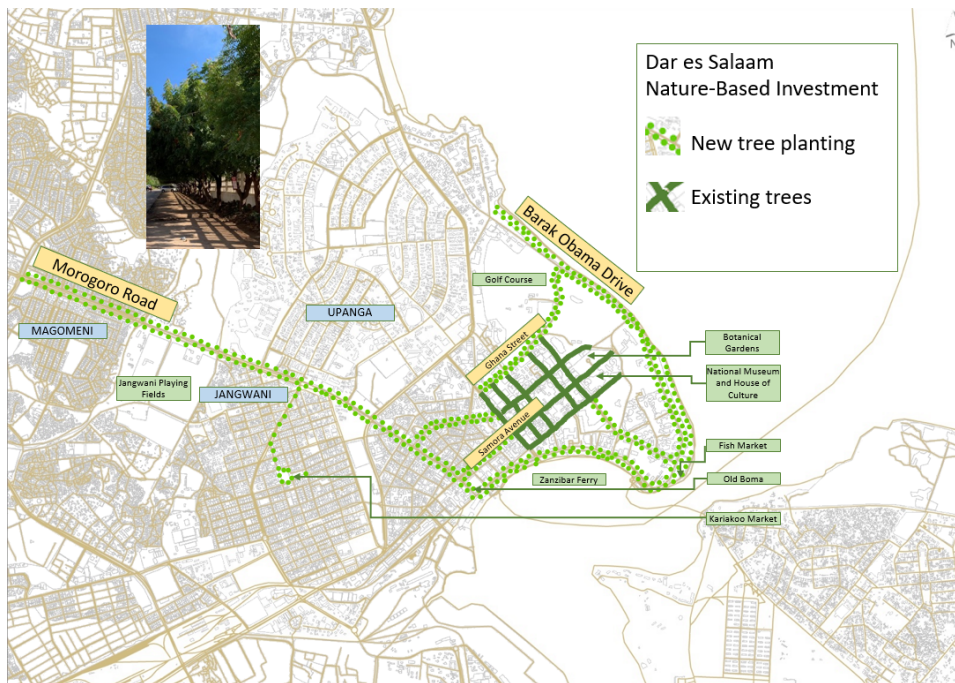 N
Dar es Salaam
Nature-Based Investment
New tree planting
Existing trees
Barak Obama Drive
Golf Course
Morogoro Road
UPANGA
MAGOMENI
Ghana Street
Botanical
Gardens
National Museum
and House of
Culture
Jangwani Playing
Fields
JANGWANI
Samora Avenue
Fish Market
Zanzibar Ferry
Old Boma
Kariakoo Market